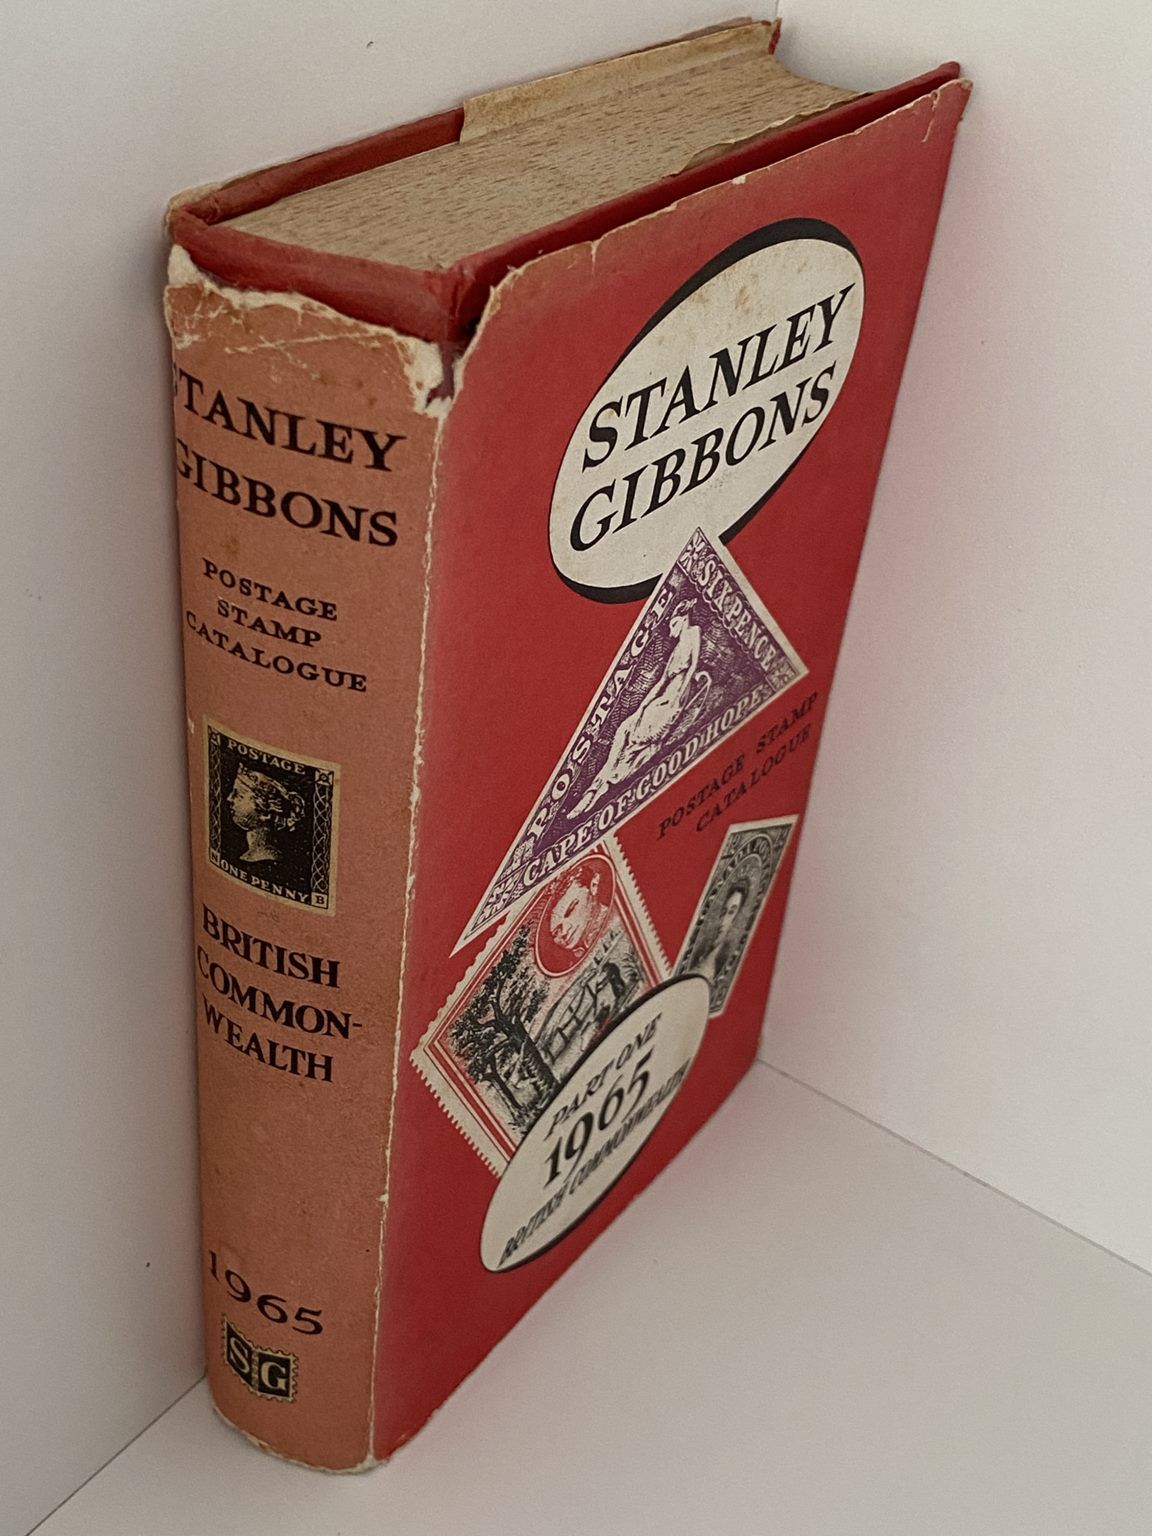 STANLEY
GIBBONS
POSTAGE
STAMP
CATALOGUE
POSTAGE
ONE PENNY
N B
BRITISH
COMMON-
WEALTH
1965
SG
STANLEY
GIBBONS
POSTAGE
SIX PENCE
CAPE OF GOOD HOPE
POSTAGE STAMP
CATALOGUE
PART ONE
1965
BRITISH COMMONWEALTH